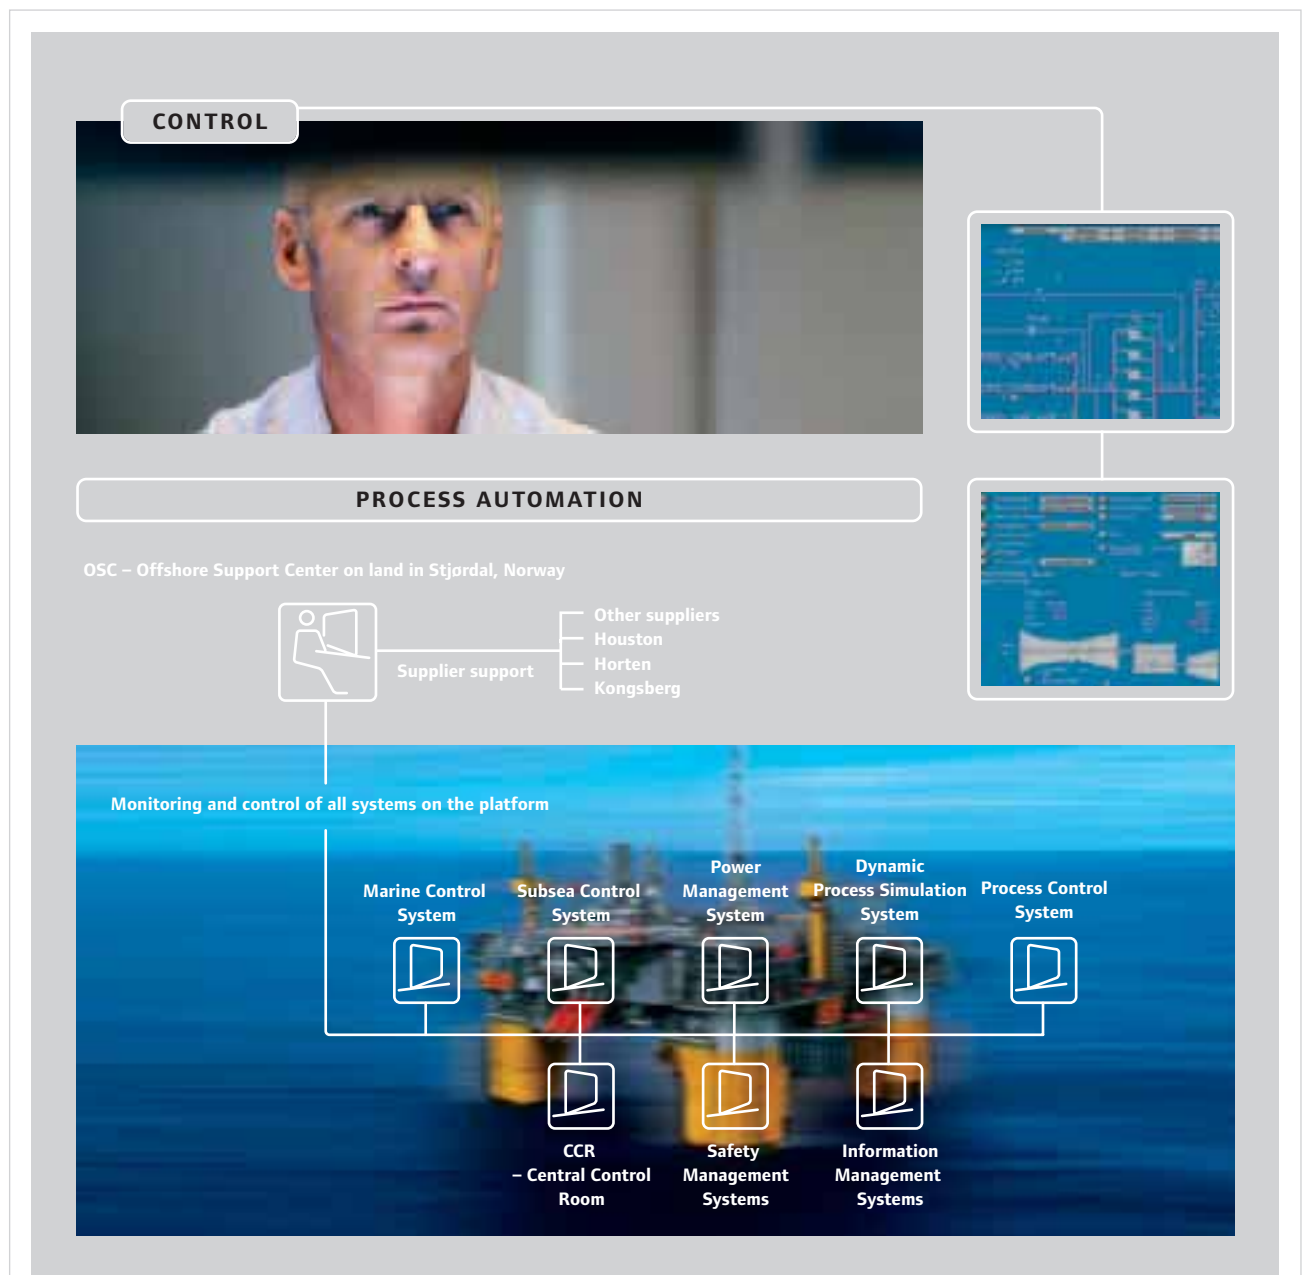 CONTROL
PROCESS AUTOMATION
OSC – Offshore Support Center on land in Stjørdal, Norway
Supplier support
Other suppliers
Houston
Horten
Kongsberg
Monitoring and control of all systems on the platform
Marine Control
System
Subsea Control
System
Power
Management
System
Dynamic
Process Simulation
System
Process Control
System
CCR
– Central Control
Room
Safety
Management
Systems
Information
Management
Systems